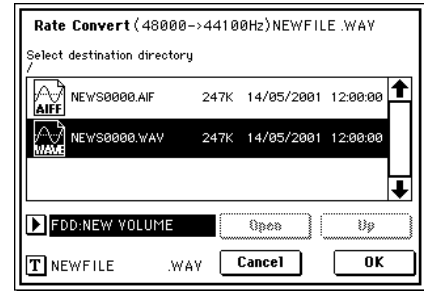 Rate Convert(48000->44100Hz)NEWFILE .WAV
Select destination directory
/
AIFF NEWS0000.AIF 247K 14/05/2001 12:00:00
WAVE NEWS0000.WAV 247K 14/05/2001 12:00:00
FDD:NEW VOLUME Open Up
T NEWFILE .WAV Cancel OK